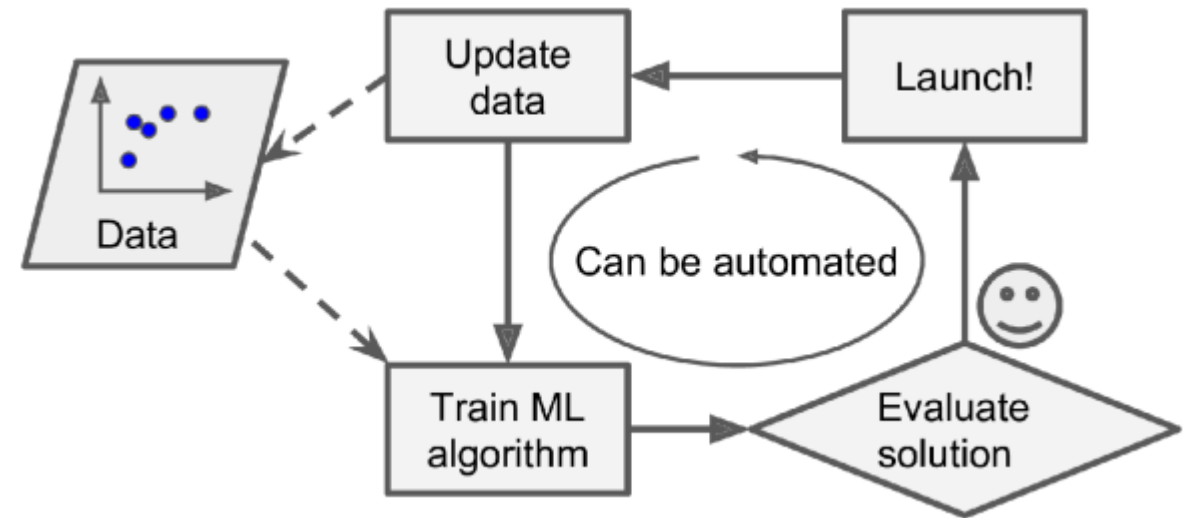 Update
data
Launch!
Data
Can be automated
Train ML
algorithm
Evaluate
solution